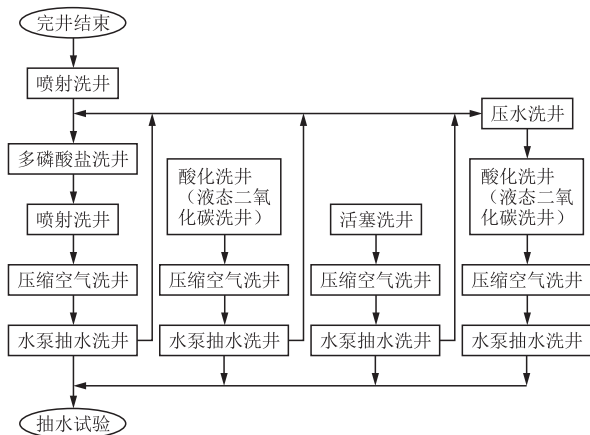 完井结束
喷射洗井
多磷酸盐洗井
喷射洗井
压缩空气洗井
水泵抽水洗井
抽水试验
酸化洗井
（液态二氧
化碳洗井）
压缩空气洗井
水泵抽水洗井
活塞洗井
压缩空气洗井
水泵抽水洗井
压水洗井
酸化洗井
（液态二氧
化碳洗井）
压缩空气洗井
水泵抽水洗井